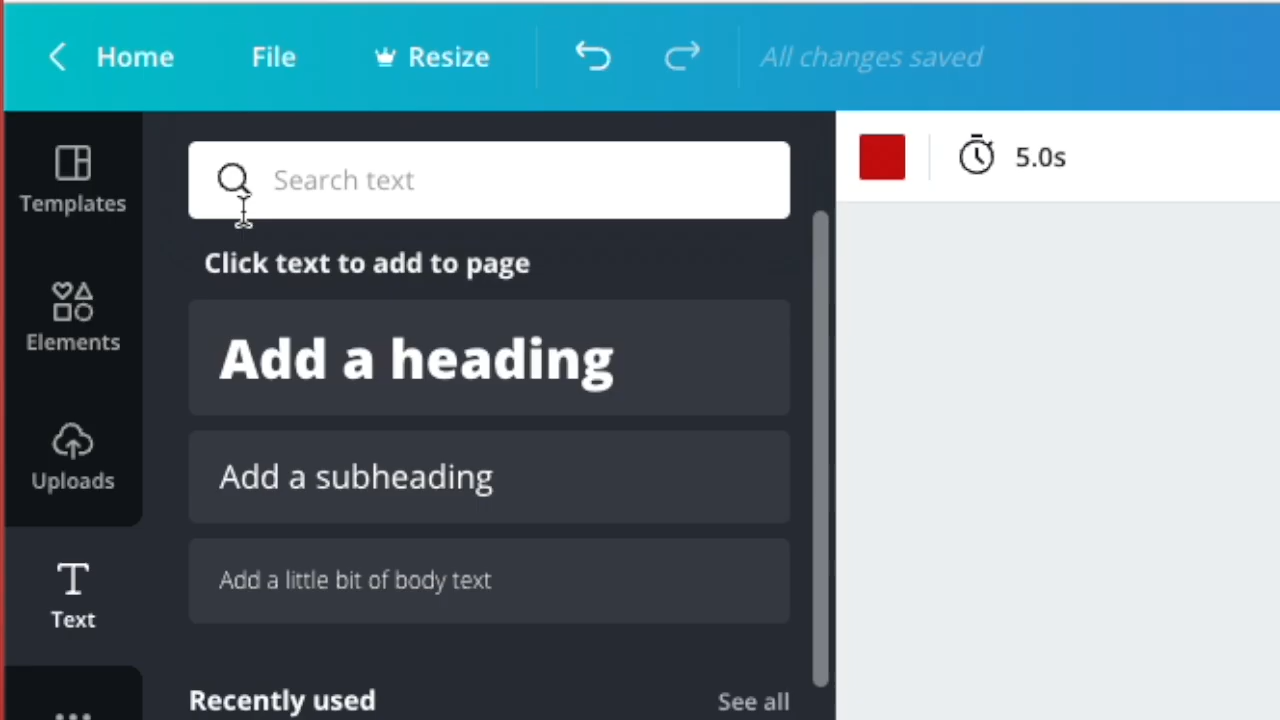 Home File Resize All changes saved
Templates
Elements
Uploads
Text
Search text
Click text to add to page
Add a heading
Add a subheading
Add a little bit of body text
Recently used See all
5.0s